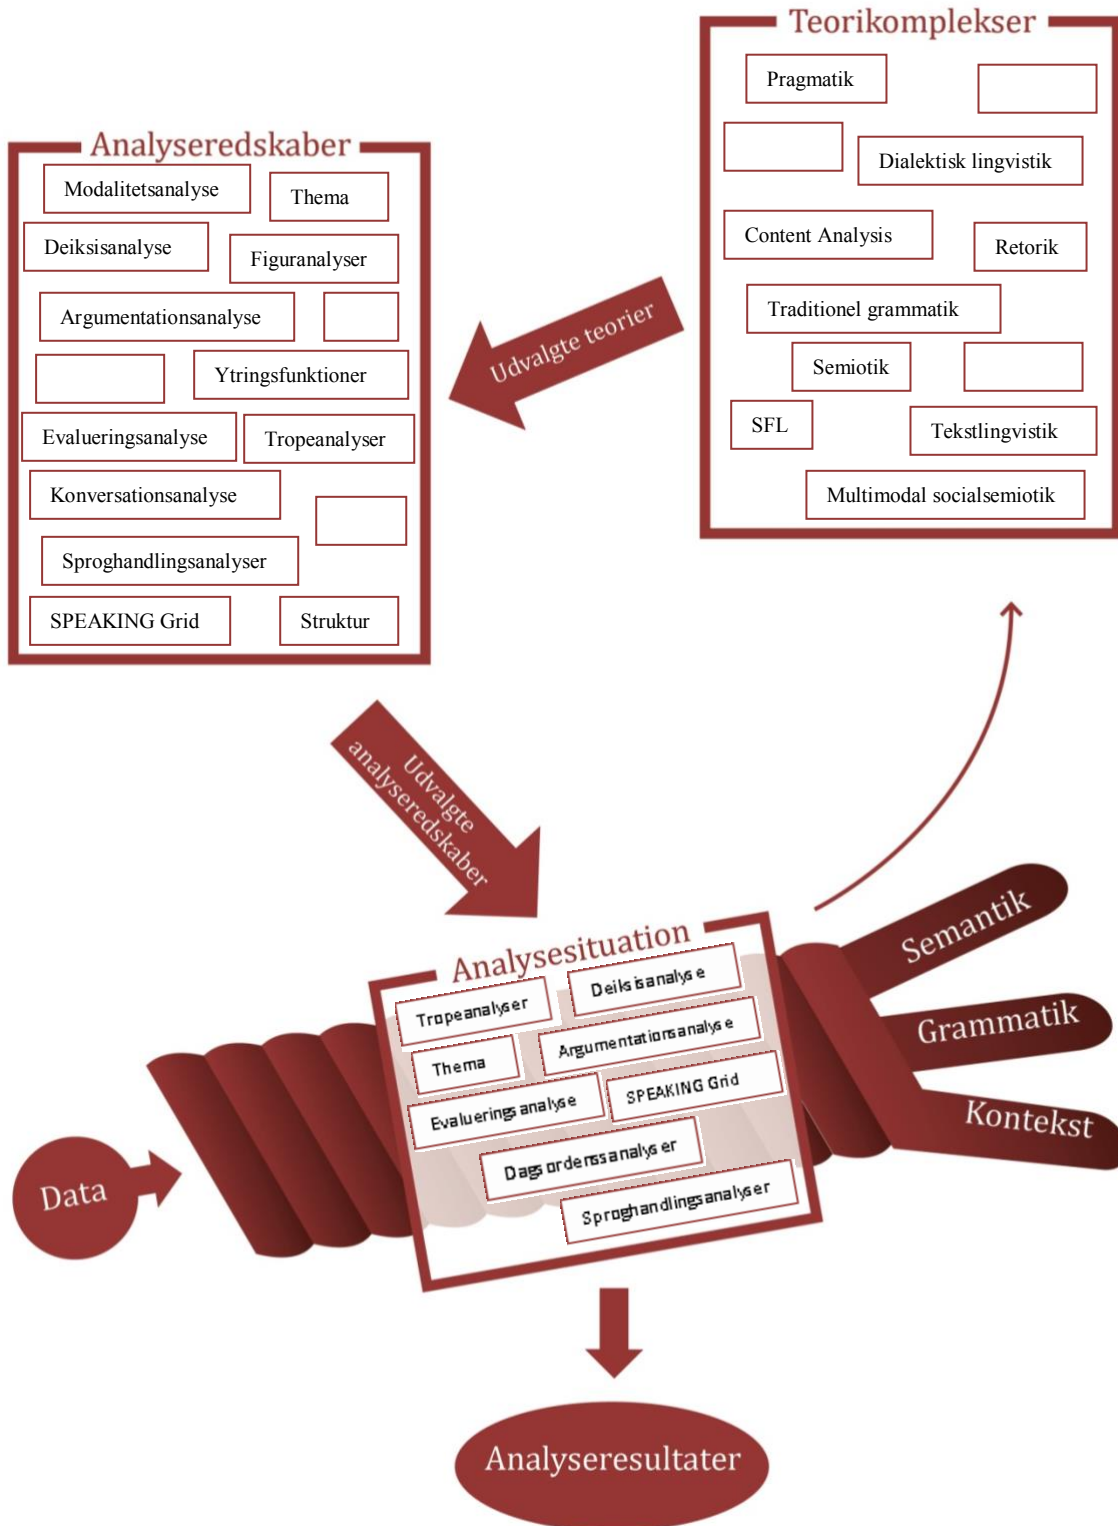 Teorikomplekser
Pragmatik
Dialektisk lingvistik
Content Analysis
Retorik
Traditionel grammatik
Semiotik
SFL
Tekstlingvistik
Multimodal socialsemiotik
Udvalgte teorier
Analyseredskaber
Modalitetsanalyse
Thema
Deiksisanalyse
Figuranalyser
Argumentationsanalyse
Ytringsfunktioner
Evalueringsanalyse
Tropeanalyser
Konversationsanalyse
Sproghandlingsanalyser
SPEAKING Grid
Struktur
Udvalgte
analyseredskaber
Analysesituation
Tropeanalyser
Deiksisanalyse
Thema
Argumentationsanalyse
Evalueringsanalyse
SPEAKING Grid
Dagsordenssanalyser
Sproghandlingsanalyser
Semantik
Grammatik
Kontekst
Data
Analyseresultater